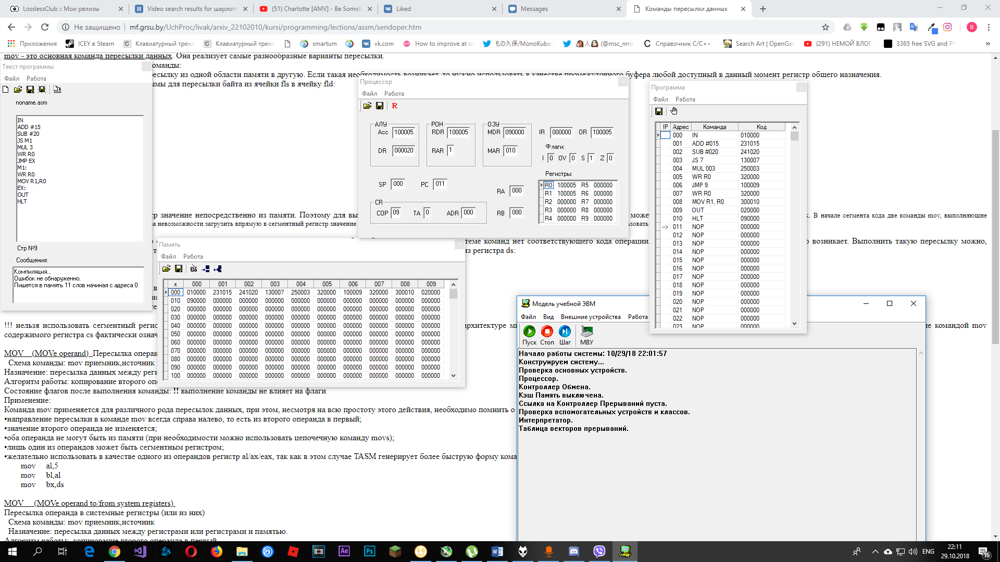 LosslessClub :: Мои релизы
Video search results for шарлотт
(51) Charlotte [AMV] - Be Someb
Liked
Messages
Команды пересылки данных
Не защищено | mf.grsu.by/UchProc/livak/arxiv_22102010/kursi/programming/lections/assm/sendoper.htm
Приложения
ICEY в Steam
Клавиатурный трена
Клавиатурный трена
smartum
vk.com
How to improve at os
もの久保/MonoKubo
(@msc_nm)
Справочник C/C++
Search Art | OpenGa
(291) НЕМОЙ ВЛОГ
3365 free SVG and P
mov - это основная команда пересылки данных. Она реализует самые разнообразные варианты пересылки.
оманды:
ресылку из одной области памяти в другую. Если такая необходимость возникает, то нужно использовать в качестве промежуточного буфера любой доступный в данный момент регистр общего назначения.
ммы для пересылки байта из ячейки fls в ячейку fld:
Текст программы
Файл Работа
noname.asm
IN
ADD #15
SUB #20
JS M1
MUL 3
WR R0
JMP EX
M1:
WR R0
MOV R1,R0
EX:
OUT
HLT
Стр №9
Сообщения:
Компиляция...
Ошибок не обнаруженно.
Пишется в память 11 слов начиная с адреса 0
Процессор
Файл Работа
R
АЛУ РОН ОЗУ
Acc 100005 RDR 100005 MDR 090000 IR 000000 OR 100005
DR 000020 RAR 1 MAR 010
Флаги:
I 0 OV 0 S 1 Z 0
Регистры:
SP 000 PC 011 RA 000
CR
COP 09 TA 0 ADR 000 RB 000
R0 100005 R5 000000
R1 100005 R6 000000
R2 000000 R7 000000
R3 000000 R8 000000
R4 000000 R9 000000
Программа
Файл Работа
IP Адрес Команда Код
000 IN 010000
001 ADD #015 231015
002 SUB #020 241020
003 JS 7 130007
004 MUL 003 250003
005 WR R0 320000
006 JMP 9 100009
007 WR R0 320000
008 MOV R1, R0 300010
009 OUT 020000
010 HLT 090000
--> 011 NOP 000000
012 NOP 000000
013 NOP 000000
014 NOP 000000
015 NOP 000000
016 NOP 000000
017 NOP 000000
018 NOP 000000
019 NOP 000000
020 NOP 000000
021 NOP 000000
022 NOP 000000
023 NOP 000000
тр значение непосредственно из памяти. Поэтому для вы
може
к. В начале сегмента кода две команды mov, выполняющие
за невозможности загрузить впрямую в сегментный регистр значение
ьзовать
теме команд нет соответствующего кода операции.
о возникает. Выполнить такую пересылку можно,
из регистра ds:
Память
Файл Работа
x 000 001 002 003 004 005 006 007 008 009
000 010000 231015 241020 130007 250003 320000 100009 320000 300010 020000
010 090000 000000 000000 000000 000000 000000 000000 000000 000000 000000
020 000000 000000 000000 000000 000000 000000 000000 000000 000000 000000
030 000000 000000 000000 000000 000000 000000 000000 000000 000000 000000
040 000000 000000 000000 000000 000000 000000 000000 000000 000000 000000
050 000000 000000 000000 000000 000000 000000 000000 000000 000000 000000
060 000000 000000 000000 000000 000000 000000 000000 000000 000000 000000
070 000000 000000 000000 000000 000000 000000 000000 000000 000000 000000
080 000000 000000 000000 000000 000000 000000 000000 000000 000000 000000
090 000000 000000 000000 000000 000000 000000 000000 000000 000000 000000
100 000000 000000 000000 000000 000000 000000 000000 000000 000000 000000
Модель учебной ЭВМ
Файл Вид Внешние устройства Работа
Пуск Стоп Шаг МВУ
Начало работы системы: 10/29/18 22:01:57
Конструируем систему...
Проверка основных устройств.
Процессор.
Контроллер Обмена.
Кэш Память выключена.
Ссылка на Контроллер Прерываний пуста.
Проверка вспомогательных устройств и классов.
Интерпретатор.
Таблица векторов прерываний.
!!! нельзя использовать сегментный регис
архитектуре ми
ие командой mov
содержимого регистра cs фактически означ
MOV (MOVe operand) Пересылка операн
Схема команды: mov приемник,источник
Назначение: пересылка данных между реги
Алгоритм работы: копирование второго опе
Состояние флагов после выполнения команды: !! выполнение команды не влияет на флаги
Применение:
Команда mov применяется для различного рода пересылок данных, при этом, несмотря на всю простоту этого действия, необходимо помнить о
•направление пересылки в команде mov всегда справа налево, то есть из второго операнда в первый;
•значение второго операнда не изменяется;
•оба операнда не могут быть из памяти (при необходимости можно использовать цепочечную команду movs);
•лишь один из операндов может быть сегментным регистром;
•желательно использовать в качестве одного из операндов регистр al/ax/eax, так как в этом случае TASM генерирует более быструю форму кома
mov al,5
mov bl,al
mov bx,ds
MOV (MOVe operand to/from system registers)
Пересылка операнда в системные регистры (или из них)
Схема команды: mov приемник,источник
Назначение: пересылка данных между регистрами или регистрами и памятью.
Алгоритм работы: копирование второго операнда в первый.
ENG
22:11
29.10.2018
16